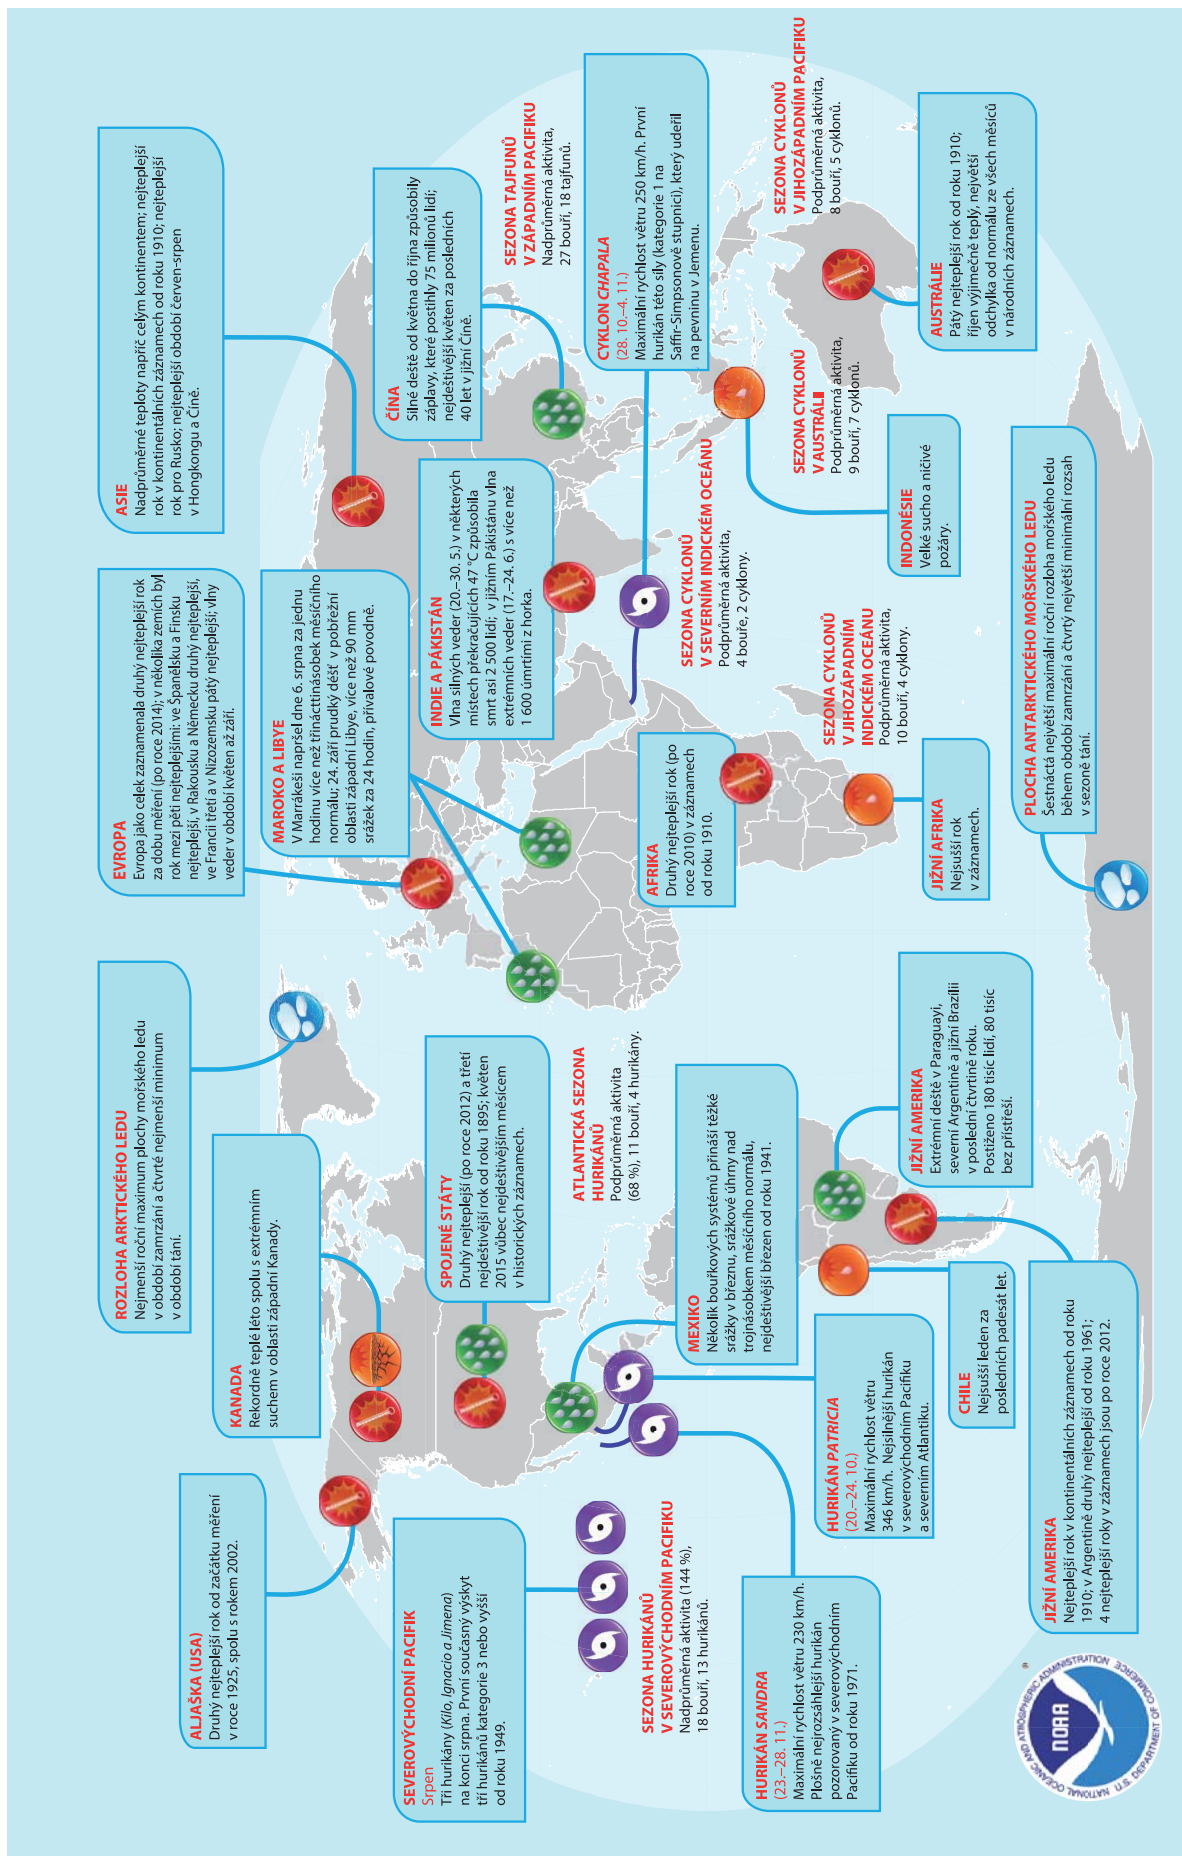 ALJAŠKA (USA)
Druhý nejteplejší rok od začátku měření
v roce 1925, spolu s rokem 2002.
KANADA
Rekordně teplé léto spolu s extrémním
suchem v oblasti západní Kanady.
ROZLOHA ARKTICKÉHO LEDU
Nejmenší roční maximum plochy mořského ledu
v období zamrzání a čtvrté nejmenší minimum
v období tání.
EVROPA
Evropa jako celek zaznamenala druhý nejteplejší rok
za dobu měření (po roce 2014); v několika zemích byl
rok mezi pěti nejteplejšími: ve Španělsku a Finsku
nejteplejší, v Rakousku a Německu druhý nejteplejší,
ve Francii třetí a v Nizozemsku pátý nejteplejší; vlny
veder v období květen až září.
ASIE
Nadprůměrné teploty napříč celým kontinentem; nejteplejší
rok v kontinentálních záznamech od roku 1910; nejteplejší
rok pro Rusko; nejteplejší období červen–srpen
v Hongkongu a Číně.
SEVEROVÝCHODNÍ PACIFIK
Srpen
Tři hurikány (Kilo, Ignacio a Jimena)
na konci srpna. První současný výskyt
tří hurikánů kategorie 3 nebo vyšší
od roku 1949.
SPOJENÉ STÁTY
Druhý nejteplejší (po roce 2012) a třetí
nejdeštivější rok od roku 1895; květen
2015 vůbec nejdeštivějším měsícem
v historických záznamech.
MAROKO A LIBYE
V Marrákeši napršel dne 6. srpna za jednu
hodinu více než třináctinásobek měsíčního
normálu; 24. září prudký déšť v pobřežní
oblasti západní Libye, více než 90 mm
srážek za 24 hodin, přívalové povodně.
INDIE A PÁKISTÁN
Vlna silných veder (20.–30. 5.) v některých
místech překračujících 47 °C způsobila
smrt asi 2 500 lidí; v jižním Pákistánu vlna
extrémních veder (17.–24. 6.) s více než
1 600 úmrtími z horka.
ČÍNA
Silné deště od května do října způsobily
záplavy, které postihly 75 milionů lidí;
nejdeštivější květen za posledních
40 let v jižní Číně.
SEZONA TAJFUNŮ
V ZÁPADNÍM PACIFIKU
Nadprůměrná aktivita,
27 bouří, 18 tajfunů.
ATLANTICKÁ SEZONA
HURIKÁNŮ
Podprůměrná aktivita
(68 %), 11 bouří, 4 hurikány.
CYKLON CHAPALA
(28. 10.–4. 11.)
Maximální rychlost větru 250 km/h. První
hurikán této síly (kategorie 1 na
Saffir-Simpsonově stupnici), který udeřil
na pevninu v Jemenu.
SEZONA HURIKÁNŮ
V SEVEROVÝCHODNÍM PACIFIKU
Nadprůměrná aktivita (144 %),
18 bouří, 13 hurikánů.
MEXIKO
Několik bouřkových systémů přináší těžké
srážky v březnu, srážkové úhrny nad
trojnásobkem měsíčního normálu,
nejdeštivější březen od roku 1941.
AFRIKA
Druhý nejteplejší rok (po
roce 2010) v záznamech
od roku 1910.
SEZONA CYKLONŮ
V SEVERNÍM INDICKÉM OCEÁNU
Podprůměrná aktivita,
4 bouře, 2 cyklony.
SEZONA CYKLONŮ
V JIHOZÁPADNÍM PACIFIKU
Podprůměrná aktivita,
8 bouří, 5 cyklonů.
HURIKÁN SANDRA
(23.–28. 11.)
Maximální rychlost větru 230 km/h.
Plošně nejrozsáhlejší hurikán
pozorovaný v severovýchodním
Pacifiku od roku 1971.
HURIKÁN PATRICIA
(20.–24. 10.)
Maximální rychlost větru
346 km/h. Nejsilnější hurikán
v severovýchodním Pacifiku
a severním Atlantiku.
SEZONA CYKLONŮ
V JIHOZÁPADNÍM
INDICKÉM OCEÁNU
Podprůměrná aktivita,
10 bouří, 4 cyklony.
SEZONA CYKLONŮ
V AUSTRÁLII
Podprůměrná aktivita,
9 bouří, 7 cyklonů.
CHILE
Nejsušší leden za
posledních padesát let.
JIŽNÍ AMERIKA
Extrémní deště v Paraguayi,
severní Argentině a jižní Brazílii
v poslední čtvrtině roku.
Postiženo 180 tisíc lidí, 80 tisíc
bez přístřeší.
JIŽNÍ AFRIKA
Nejsušší rok
v záznamech.
INDONÉSIE
Velké sucho a ničivé
požáry.
AUSTRÁLIE
Pátý nejteplejší rok od roku 1910;
říjen výjimečně teplý, největší
odchylka od normálu ze všech měsíců
v národních záznamech.
JIŽNÍ AMERIKA
Nejteplejší rok v kontinentálních záznamech od roku
1910; v Argentině druhý nejteplejší od roku 1961;
4 nejteplejší roky v záznamech jsou po roce 2012.
PLOCHA ANTARKTICKÉHO MOŘSKÉHO LEDU
Šestnáctá největší maximální roční rozloha mořského ledu
během období zamrzání a čtvrtý největší minimální rozsah
v sezoně tání.
NATIONAL OCEANIC AND ATMOSPHERIC ADMINISTRATION
NOAA
U.S. DEPARTMENT OF COMMERCE
®